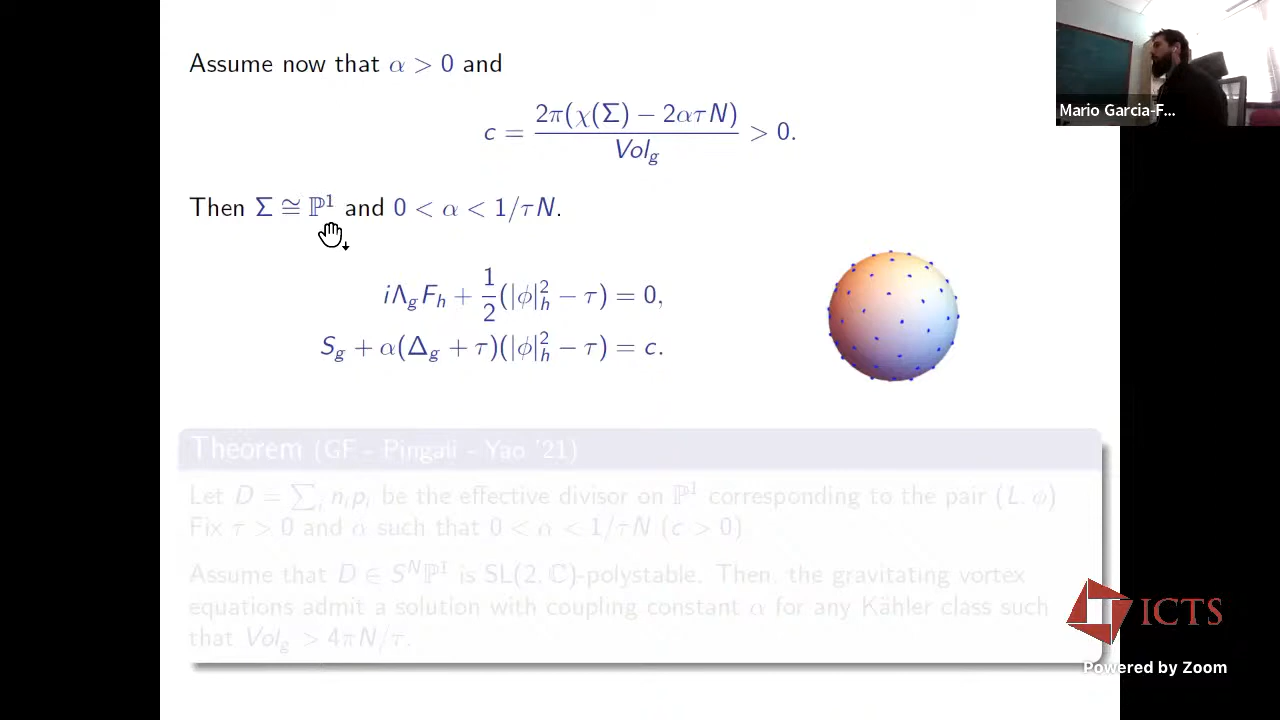 Assume now that α > 0 and
c = 2π(χ(Σ) − 2ατN) / Vol_g > 0.
Then Σ ≅ ℙ¹ and 0 < α < 1/τN.
iΛ_g F_h + 1/2 (|ϕ|²_h − τ) = 0,
S_g + α(Δ_g + τ)(|ϕ|²_h − τ) = c.
Theorem (GF - Pingali - Yao '21)
Let D = ∑_i n_i p_i be the effective divisor on ℙ¹ corresponding to the pair (L, ϕ)
Fix τ > 0 and α such that 0 < α < 1/τN (c > 0)
Assume that D ∈ S^N ℙ¹ is SL(2, ℂ)-polystable. Then, the gravitating vortex
equations admit a solution with coupling constant α for any Kähler class such
that Vol_g > 4πN/τ.
Mario Garcia-F...
ICTS
Powered by Zoom